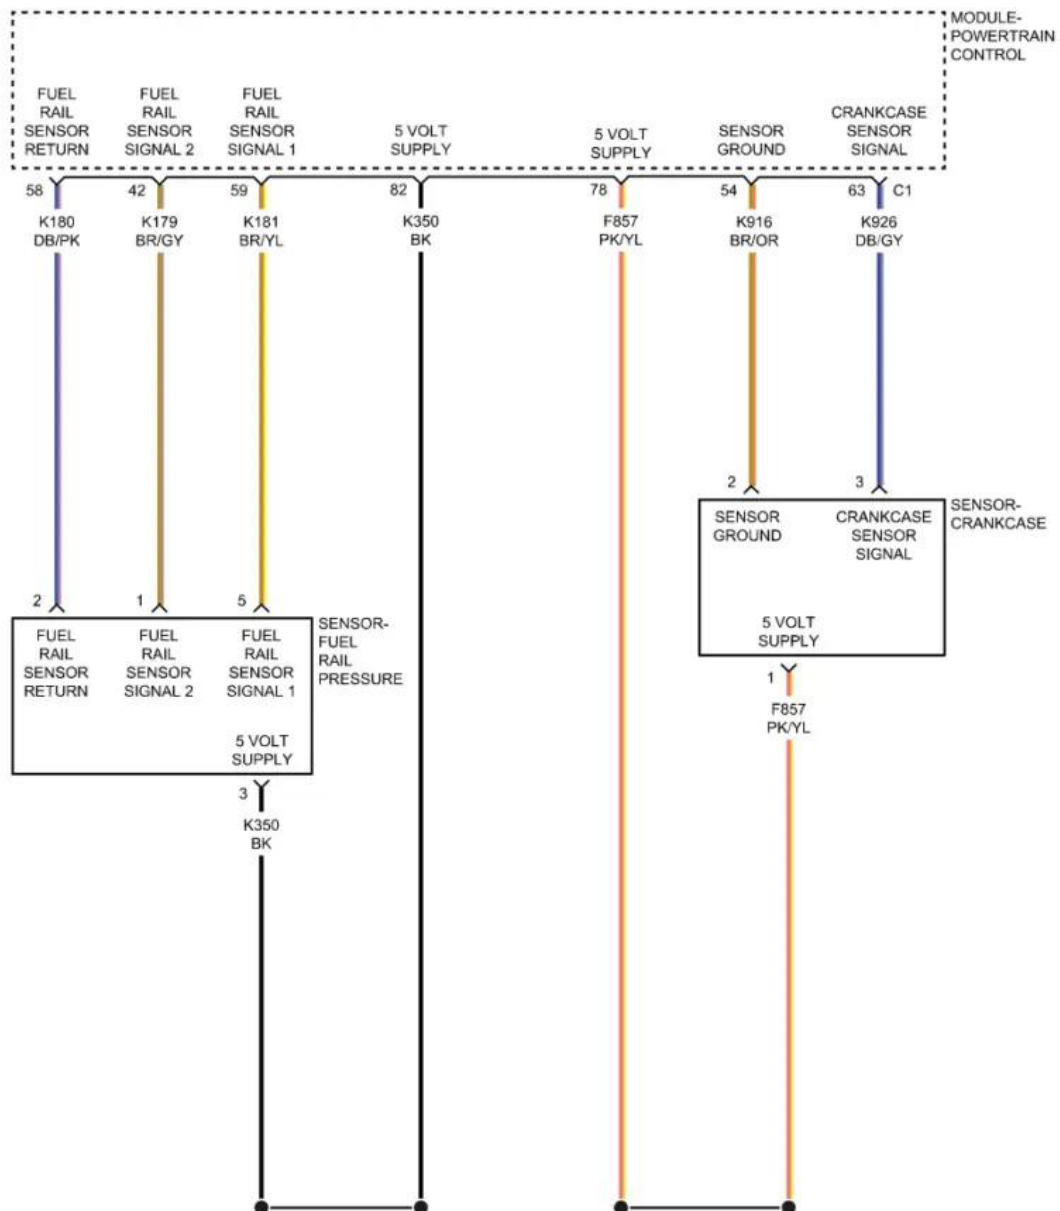 MODULE-
POWERTRAIN
CONTROL
FUEL
RAIL
SENSOR
RETURN
FUEL
RAIL
SENSOR
SIGNAL 2
FUEL
RAIL
SENSOR
SIGNAL 1
5 VOLT
SUPPLY
5 VOLT
SUPPLY
SENSOR
GROUND
CRANKCASE
SENSOR
SIGNAL
58
42
59
82
78
54
63
C1
K180
DB/PK
K179
BR/GY
K181
BR/YL
K350
BK
F857
PK/YL
K916
BR/OR
K926
DB/GY
2
3
SENSOR-
CRANKCASE
SENSOR
GROUND
CRANKCASE
SENSOR
SIGNAL
5 VOLT
SUPPLY
1
F857
PK/YL
2
1
5
SENSOR-
FUEL
RAIL
PRESSURE
FUEL
RAIL
SENSOR
RETURN
FUEL
RAIL
SENSOR
SIGNAL 2
FUEL
RAIL
SENSOR
SIGNAL 1
5 VOLT
SUPPLY
3
K350
BK